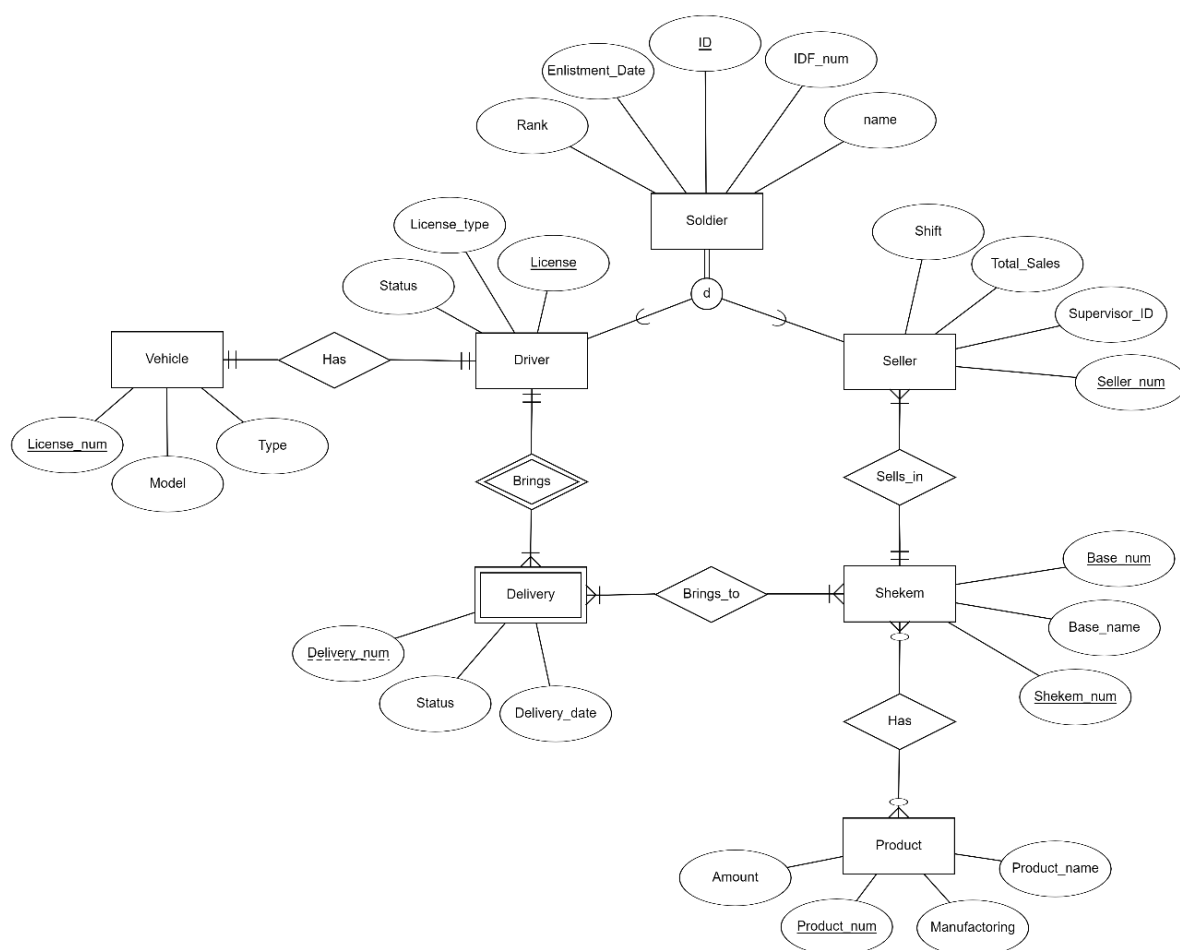 ID
Enlistment_Date
IDF_num
Rank
name
Soldier
License_type
Shift
License
Total_Sales
Status
d
Supervisor_ID
Vehicle
Has
Driver
Seller
Seller_num
License_num
Type
Model
Brings
Sells_in
Base_num
Delivery
Brings_to
Shekem
Base_name
Delivery_num
Status
Delivery_date
Shekem_num
Has
Product
Product_name
Amount
Product_num
Manufactoring